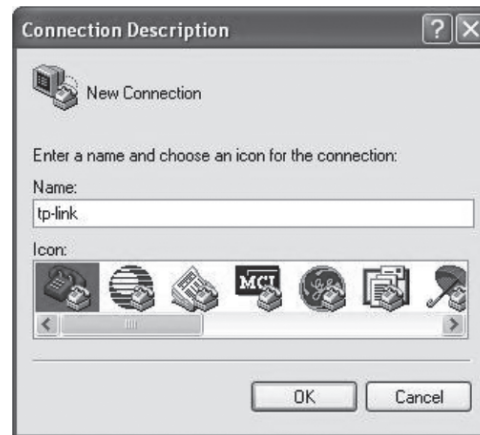 Connection Description
New Connection
Enter a name and choose an icon for the connection:
Name:
tp-link
Icon:
MCI
OK
Cancel